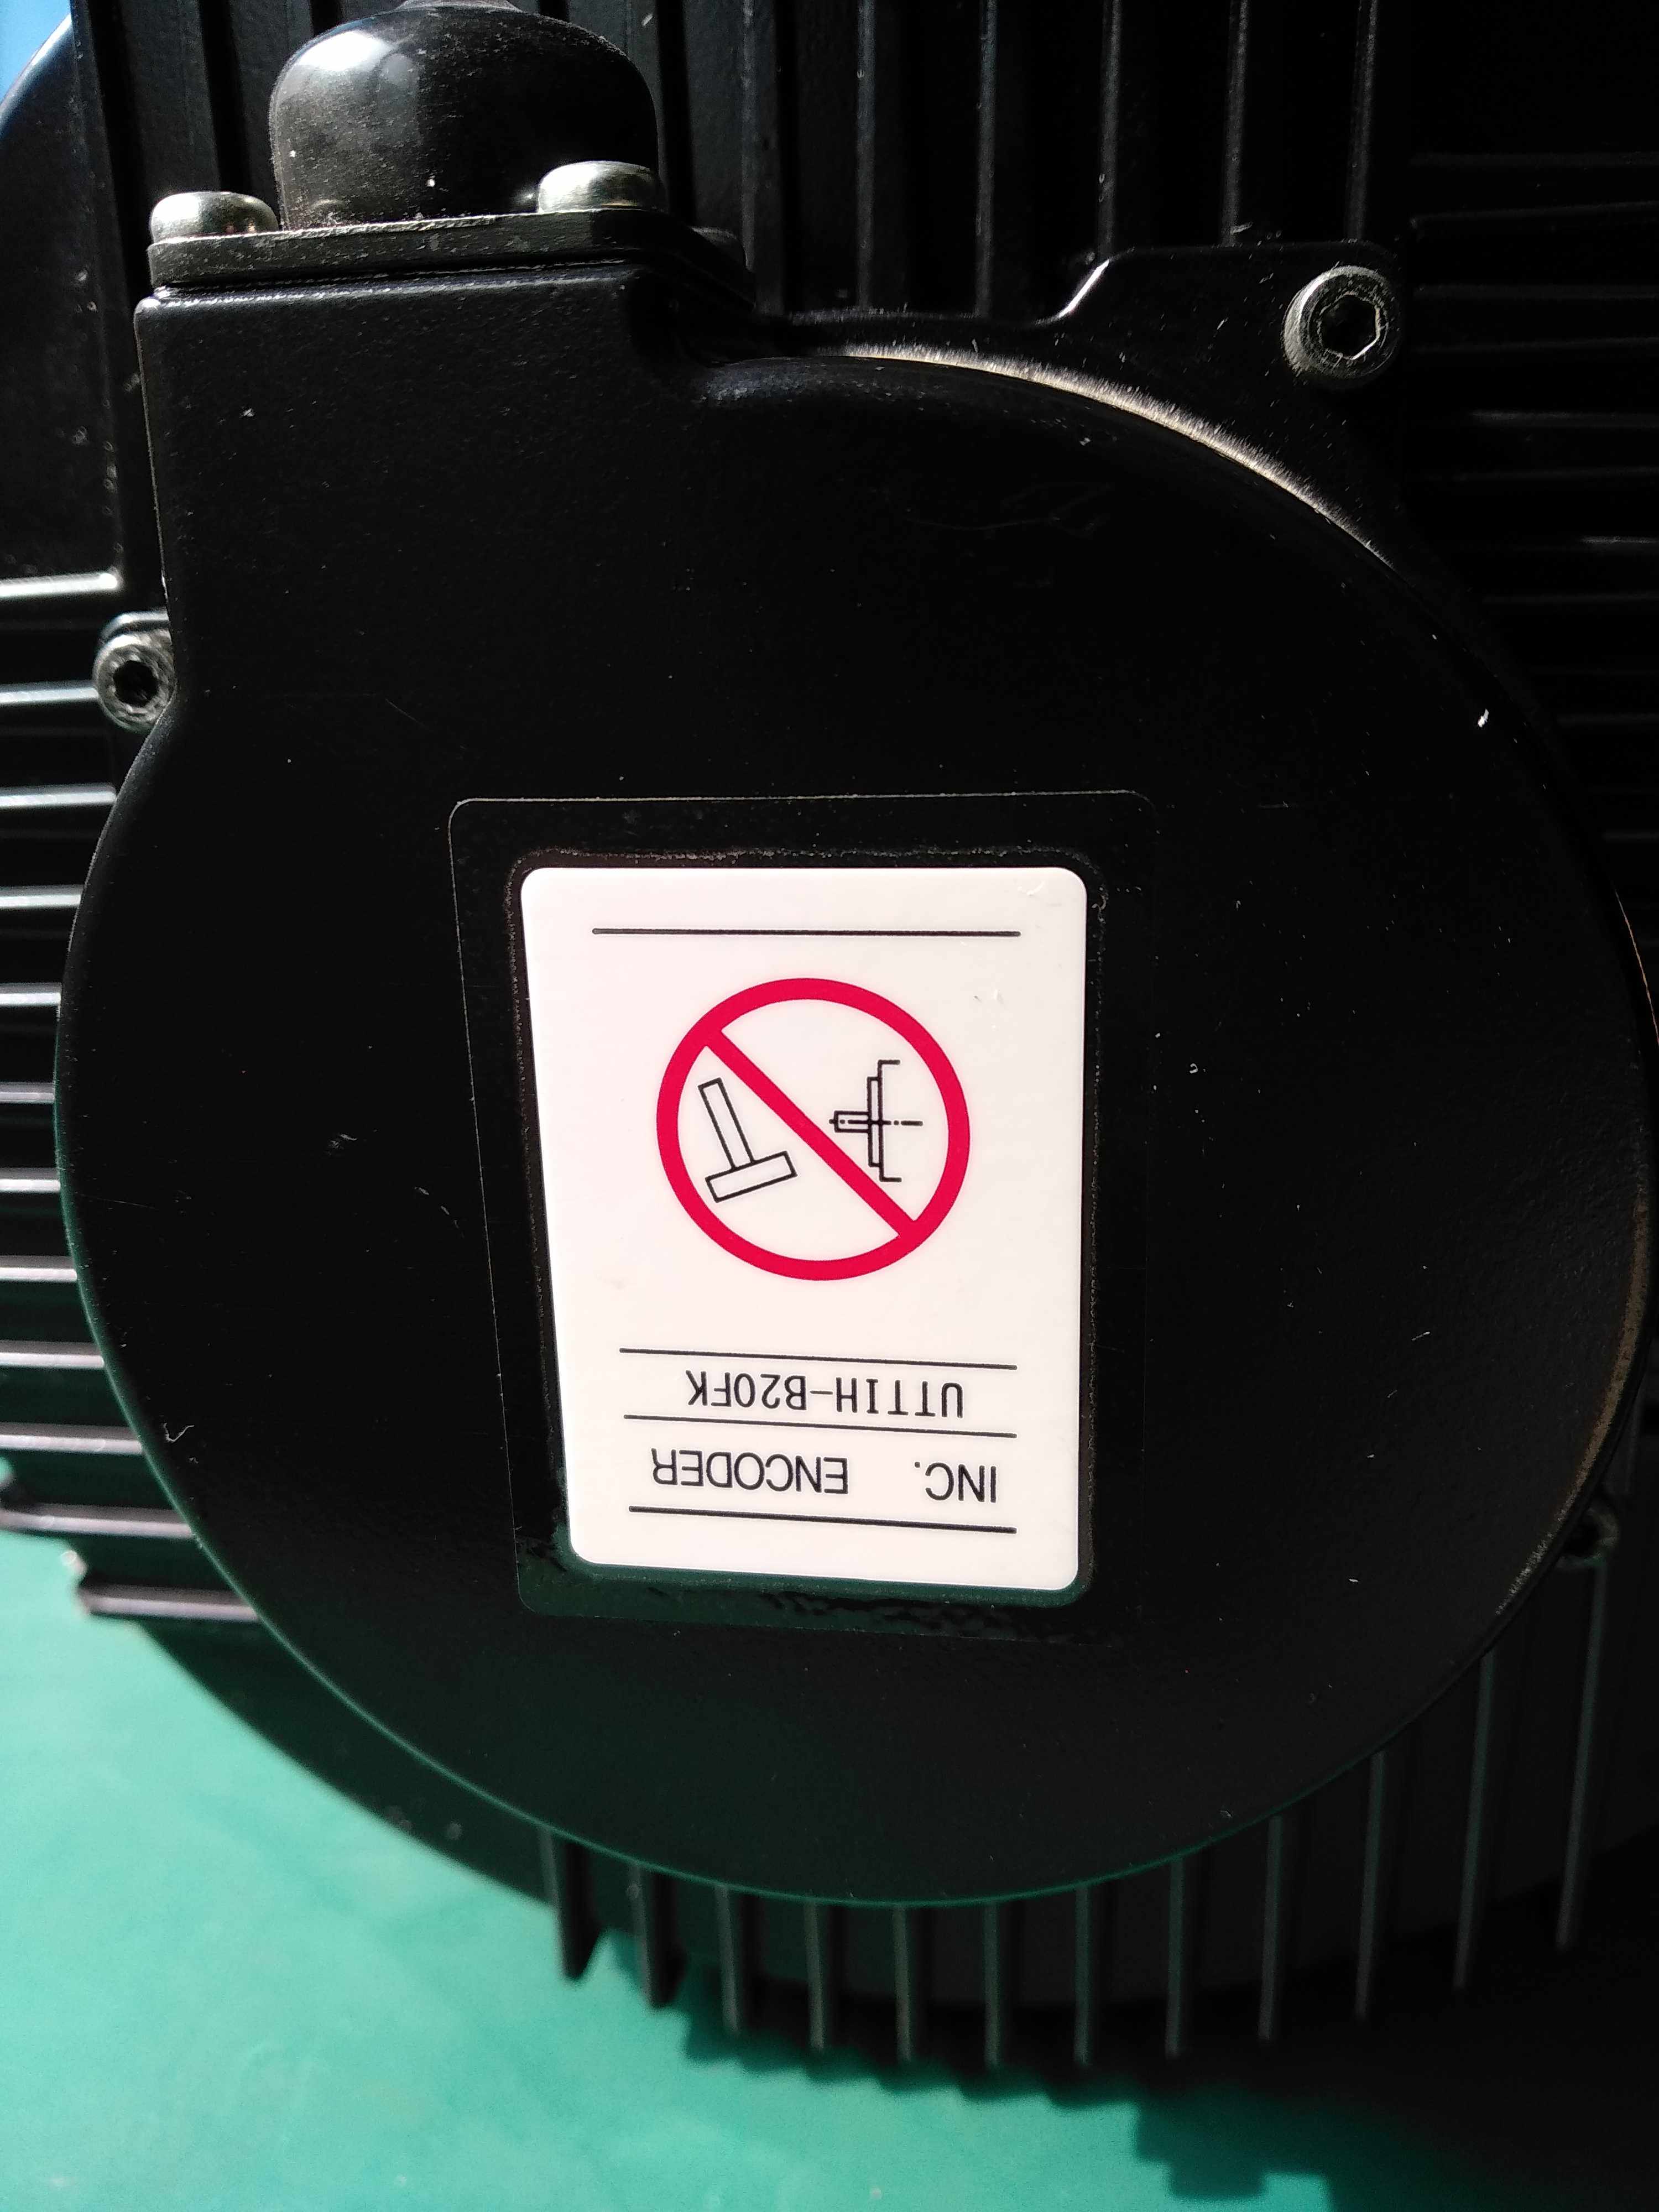 INC. ENCODER
UTTIH-B20FK